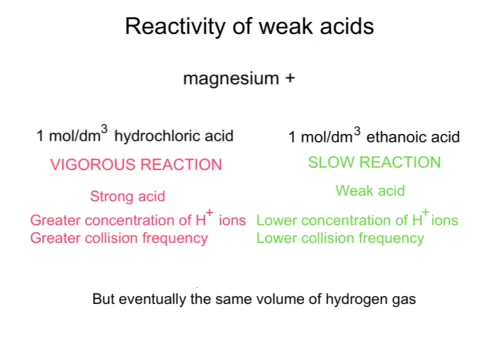 Reactivity of weak acids
magnesium +
1 mol/dm³ hydrochloric acid
VIGOROUS REACTION
Strong acid
Greater concentration of H⁺ ions
Greater collision frequency
1 mol/dm³ ethanoic acid
SLOW REACTION
Weak acid
Lower concentration of H⁺ ions
Lower collision frequency
But eventually the same volume of hydrogen gas